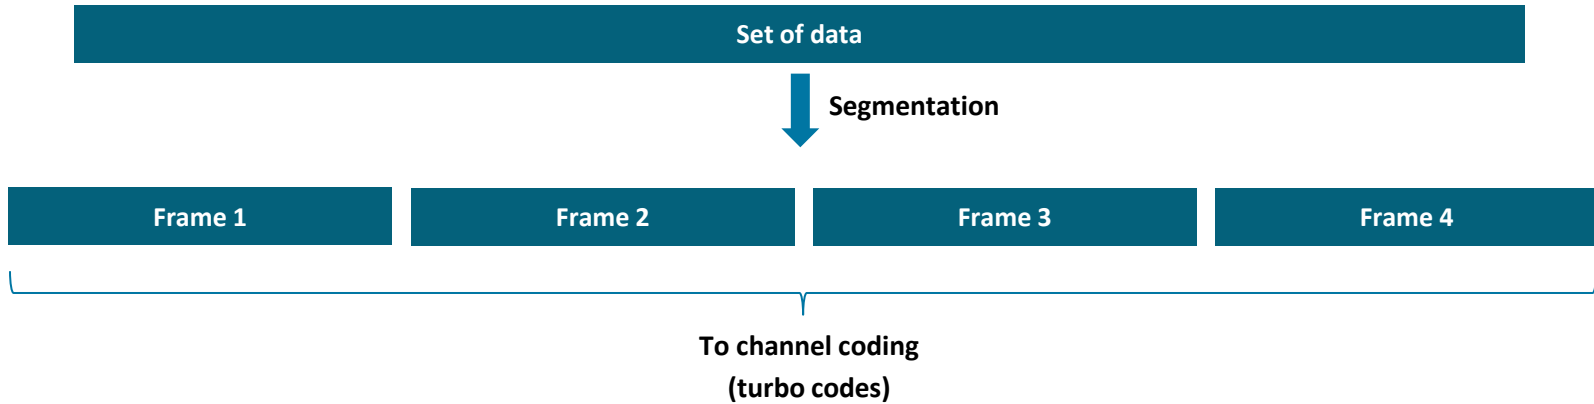 Set of data
Segmentation
Frame 1
Frame 2
Frame 3
Frame 4
To channel coding
(turbo codes)